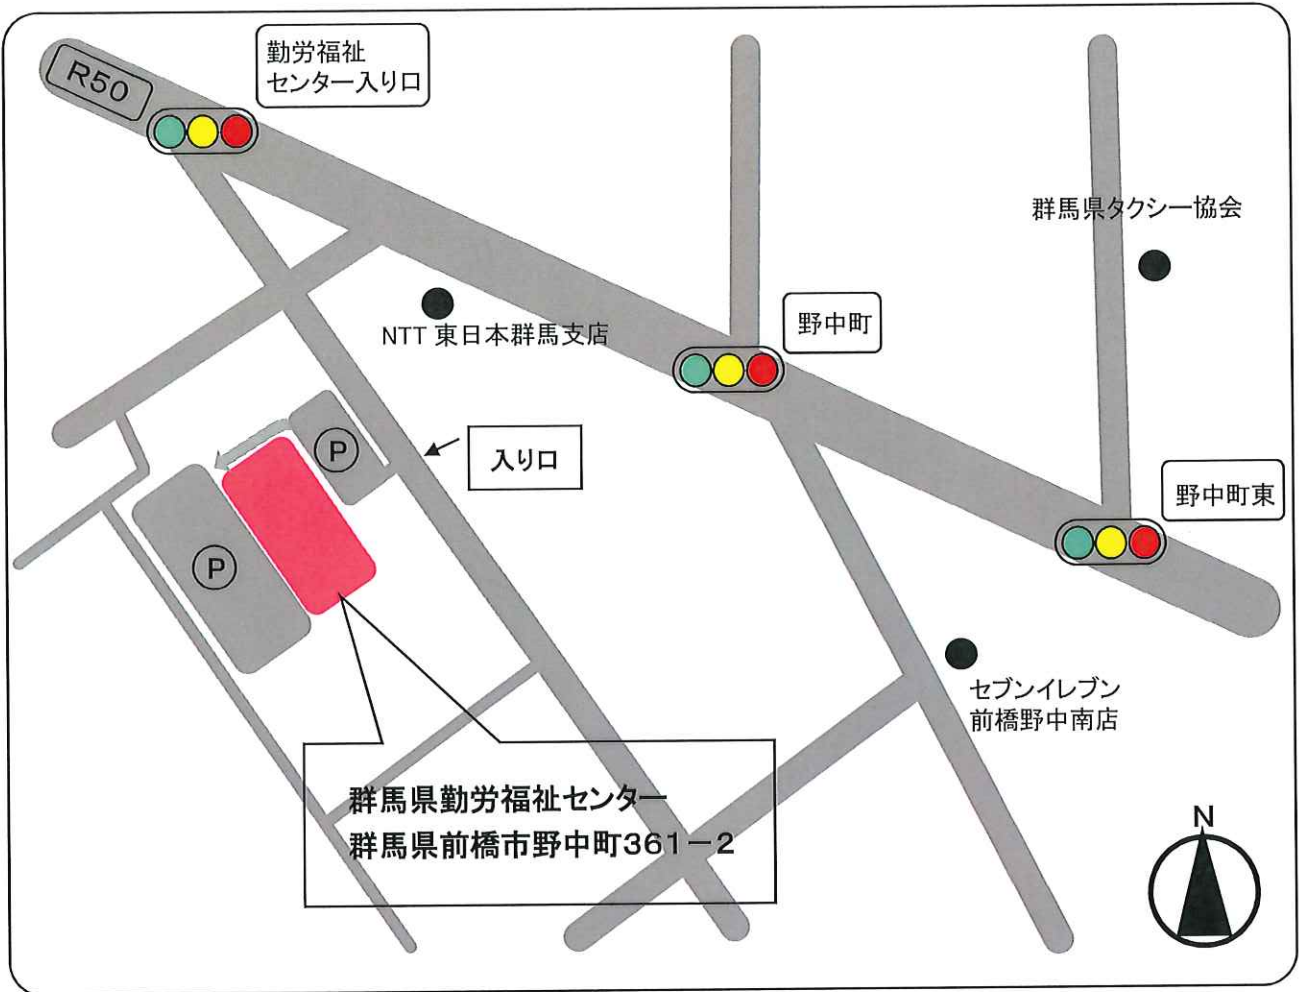 R50
勤労福祉
センター入り口
群馬県タクシー協会
野中町
NTT 東日本群馬支店
入り口
P
野中町東
P
セブンイレブン
前橋野中南店
群馬県勤労福祉センター
群馬県前橋市野中町361−2
N